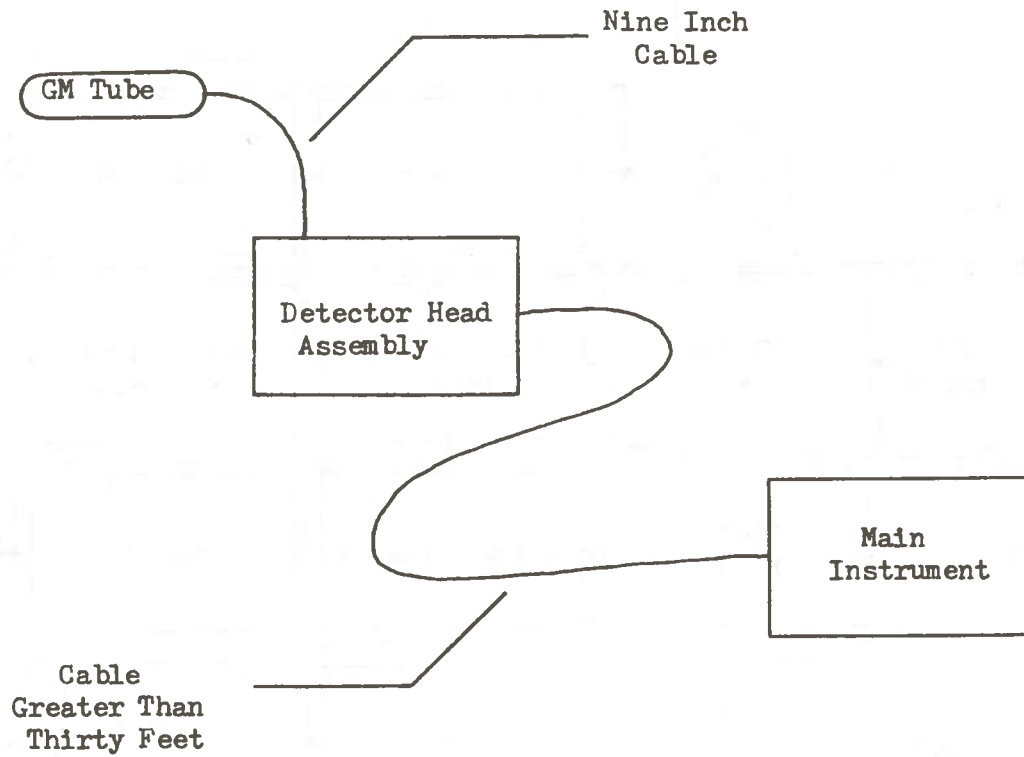 Nine Inch
Cable
GM Tube
Detector Head
Assembly
Main
Instrument
Cable
Greater Than
Thirty Feet